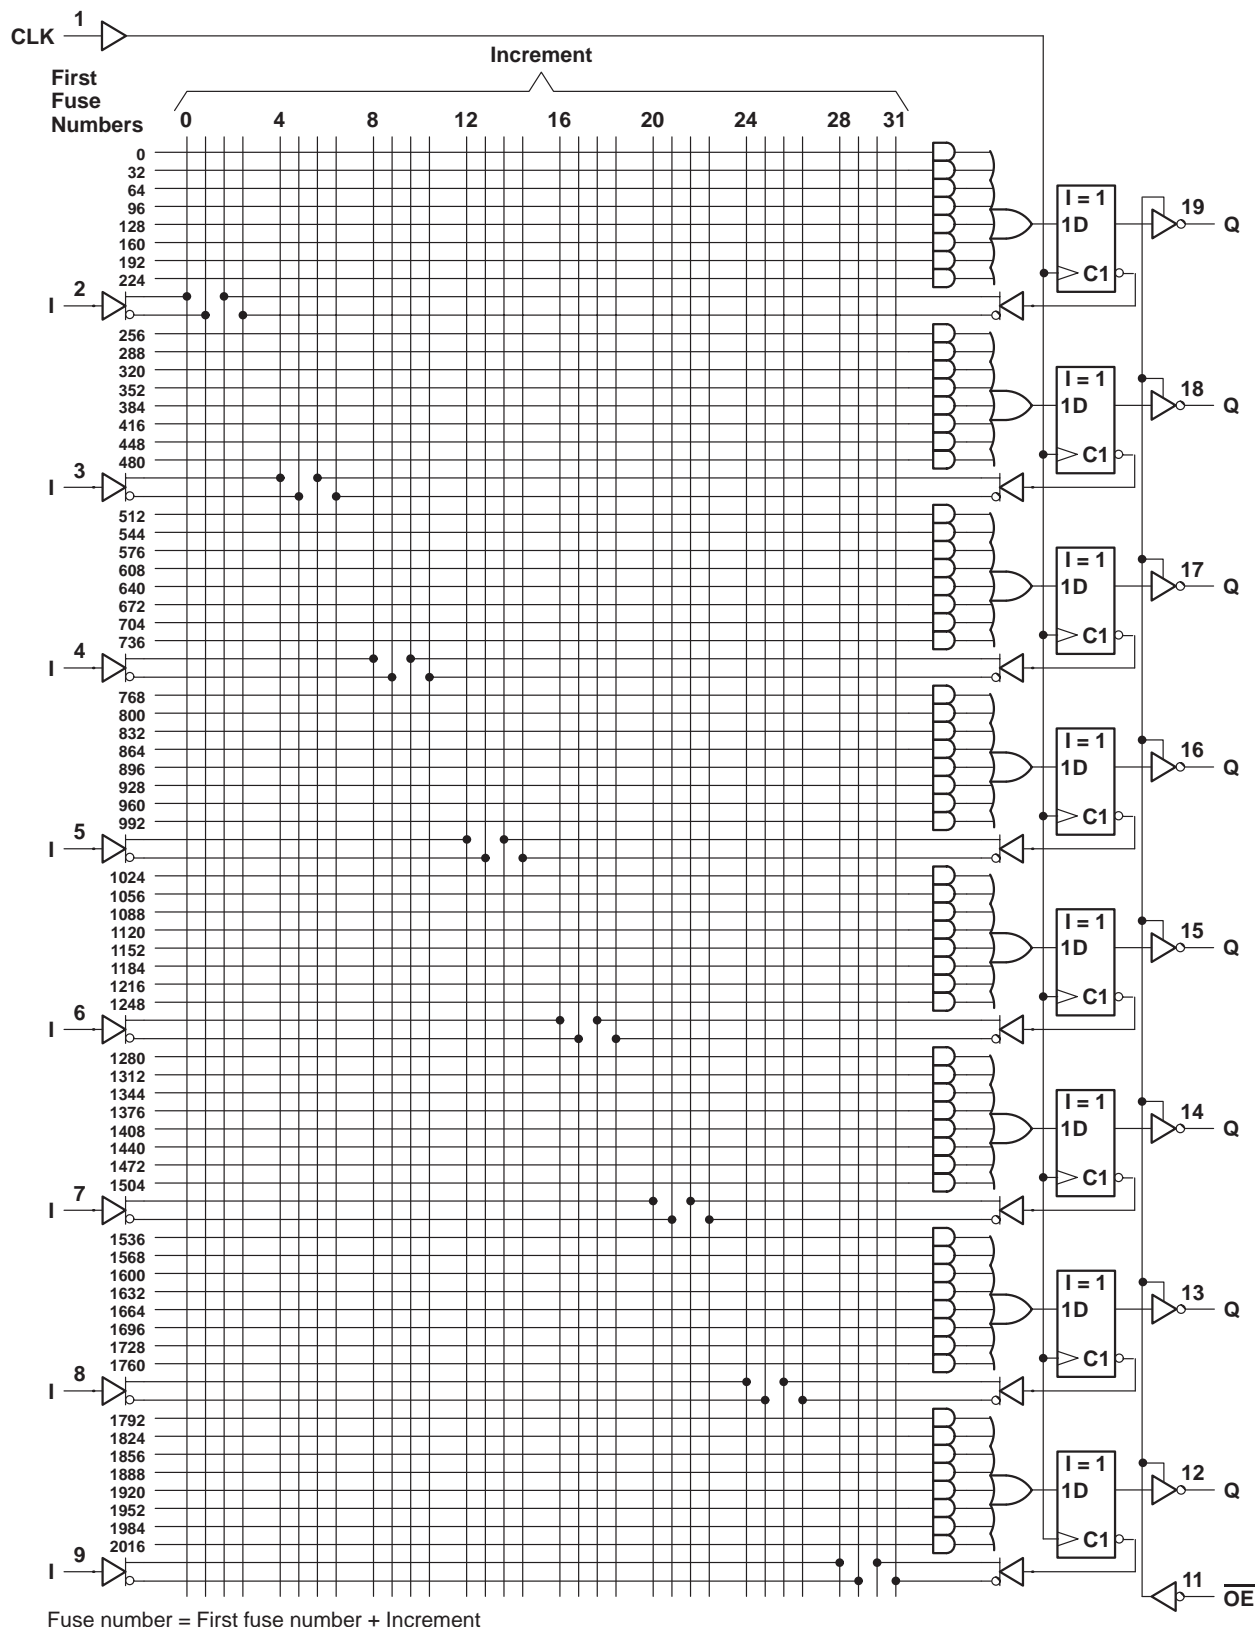 1
CLK
Increment
First
Fuse
Numbers
0 4 8 12 16 20 24 28 31
0
32
64
96
128
160
192
224
I = 1
1D
C1
19
Q
2
I
256
288
320
352
384
416
448
480
I = 1
1D
C1
18
Q
3
I
512
544
576
608
640
672
704
736
I = 1
1D
C1
17
Q
4
I
768
800
832
864
896
928
960
992
I = 1
1D
C1
16
Q
5
I
1024
1056
1088
1120
1152
1184
1216
1248
I = 1
1D
C1
15
Q
6
I
1280
1312
1344
1376
1408
1440
1472
1504
I = 1
1D
C1
14
Q
7
I
1536
1568
1600
1632
1664
1696
1728
1760
I = 1
1D
C1
13
Q
8
I
1792
1824
1856
1888
1920
1952
1984
2016
I = 1
1D
C1
12
Q
9
I
11
O̅E̅
Fuse number = First fuse number + Increment